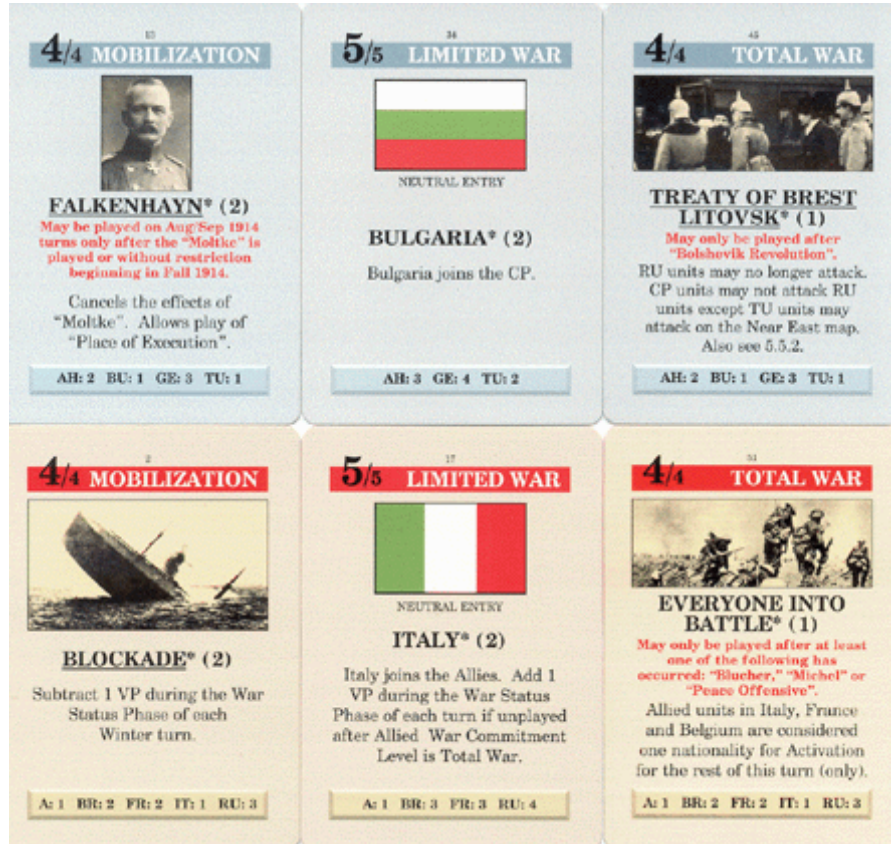 13
4/4 MOBILIZATION
FALKENHAYN* (2)
May be played on Aug/Sep 1914
turns only after the "Moltke" is
played or without restriction
beginning in Fall 1914.
Cancels the effects of
"Moltke". Allows play of
"Place of Execution".
AH: 2 BU: 1 GE: 3 TU: 1
34
5/5 LIMITED WAR
NEUTRAL ENTRY
BULGARIA* (2)
Bulgaria joins the CP.
AH: 3 GE: 4 TU: 2
45
4/4 TOTAL WAR
TREATY OF BREST
LITOVSK* (1)
May only be played after
"Bolshovik Revolution".
RU units may no longer attack.
CP units may not attack RU
units except TU units may
attack on the Near East map.
Also see 5.5.2.
AH: 2 BU: 1 GE: 3 TU: 1
2
4/4 MOBILIZATION
BLOCKADE* (2)
Subtract 1 VP during the War
Status Phase of each
Winter turn.
A: 1 BR: 2 FR: 2 IT: 1 RU: 3
17
5/5 LIMITED WAR
NEUTRAL ENTRY
ITALY* (2)
Italy joins the Allies. Add 1
VP during the War Status
Phase of each turn if unplayed
after Allied War Commitment
Level is Total War.
A: 1 BR: 3 FR: 3 RU: 4
4/4 TOTAL WAR
EVERYONE INTO
BATTLE* (1)
May only be played after at least
one of the following has
occurred: "Blucher," "Michel" or
"Peace Offensive".
Allied units in Italy, France
and Belgium are considered
one nationality for Activation
for the rest of this turn (only).
A: 1 BR: 2 FR: 2 IT: 1 RU: 3